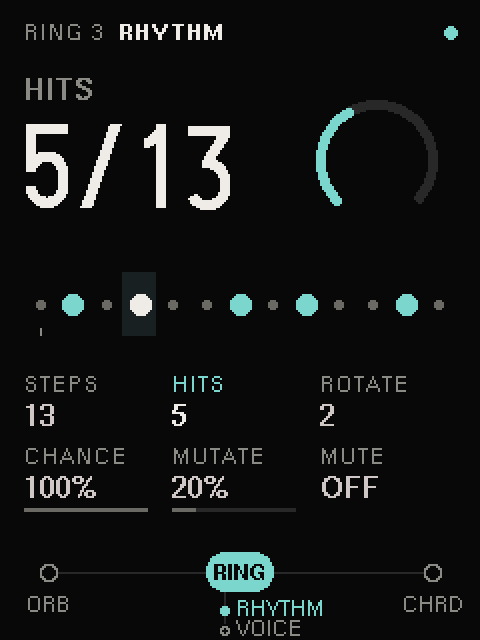 RING 3 RHYTHM
HITS
5/13
STEPS HITS ROTATE
13 5 2
CHANCE MUTATE MUTE
100% 20% OFF
RING
ORB CHRD
RHYTHM
VOICE